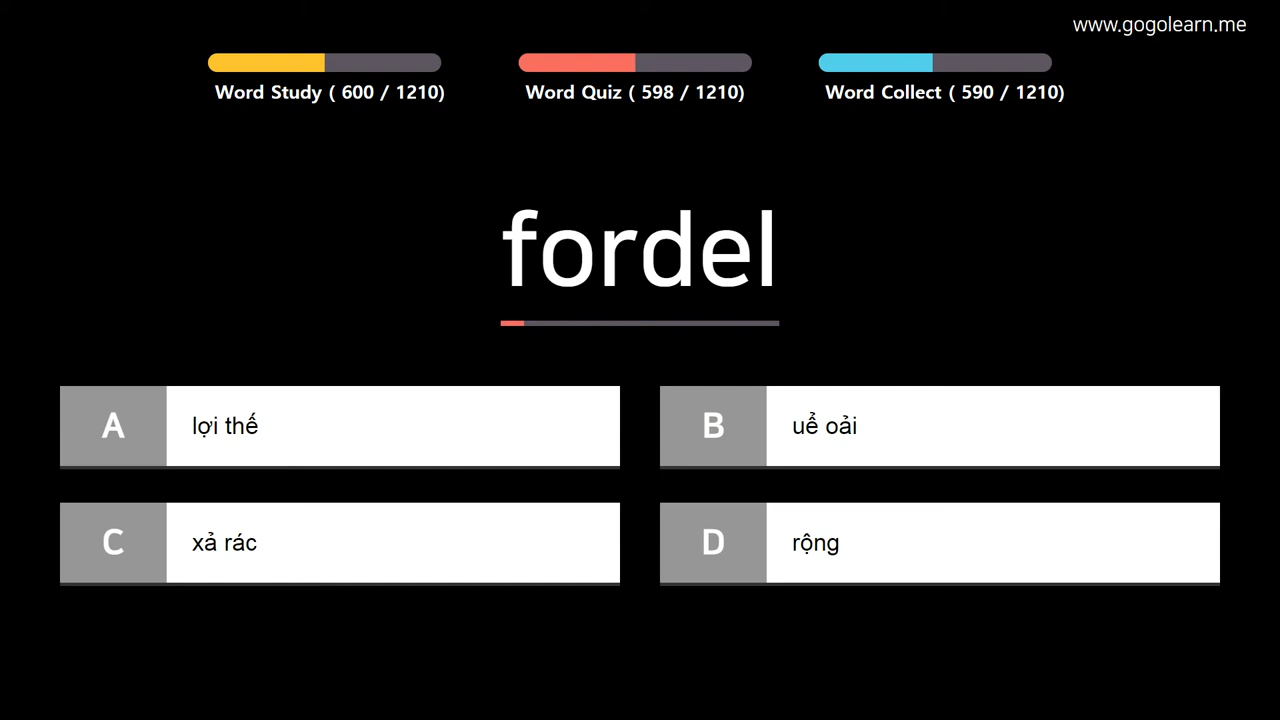 www.gogolearn.me
Word Study ( 600 / 1210)
Word Quiz ( 598 / 1210)
Word Collect ( 590 / 1210)
fordel
A lợi thế
B uể oải
C xả rác
D rộng